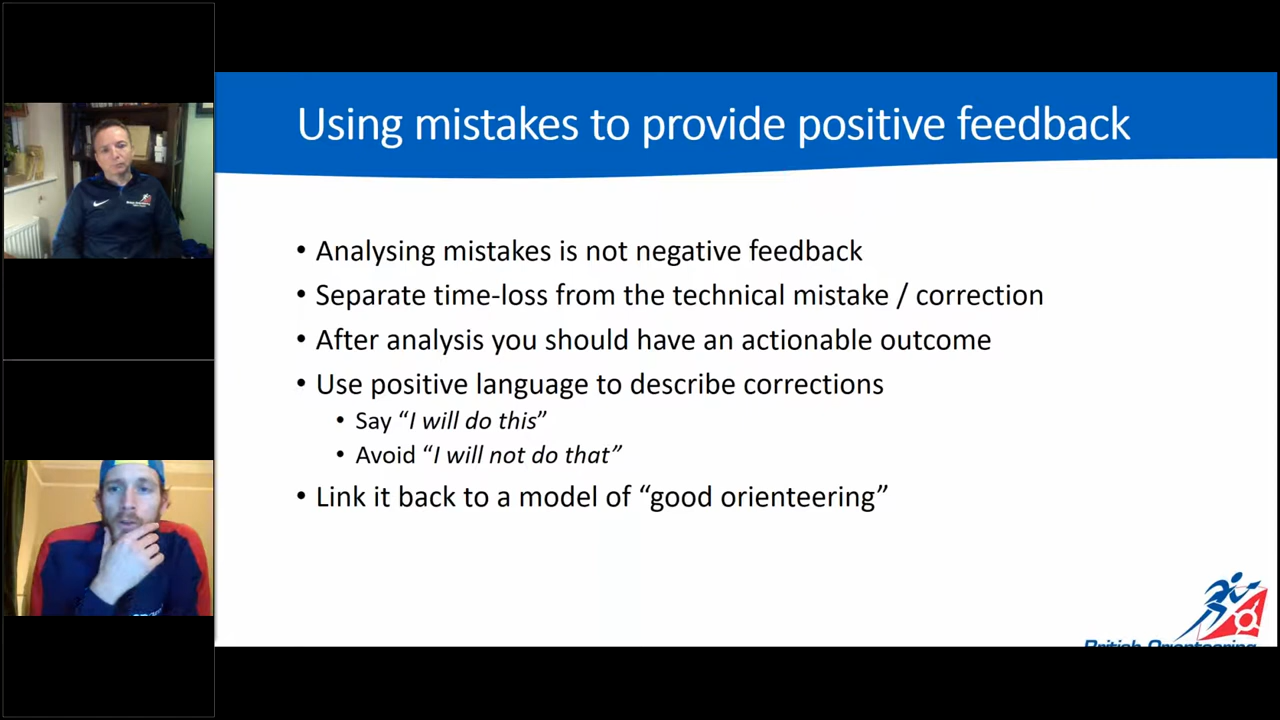 Using mistakes to provide positive feedback
• Analysing mistakes is not negative feedback
• Separate time-loss from the technical mistake / correction
• After analysis you should have an actionable outcome
• Use positive language to describe corrections
• Say “I will do this”
• Avoid “I will not do that”
• Link it back to a model of “good orienteering”
British Orienteering